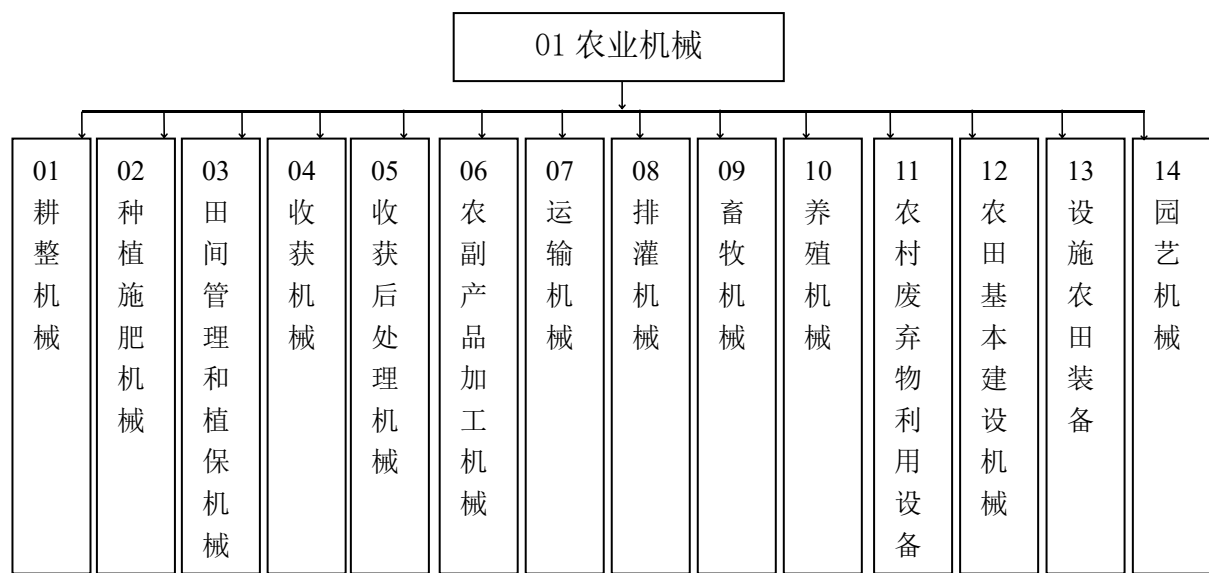 01 农业机械
01 耕整机械
02 种植施肥机械
03 田间管理和植保机械
04 收获机械
05 收获后处理机械
06 农副产品加工机械
07 运输机械
08 排灌机械
09 畜牧机械
10 养殖机械
11 农村废弃物利用设备
12 农田基本建设机械
13 设施农田装备
14 园艺机械